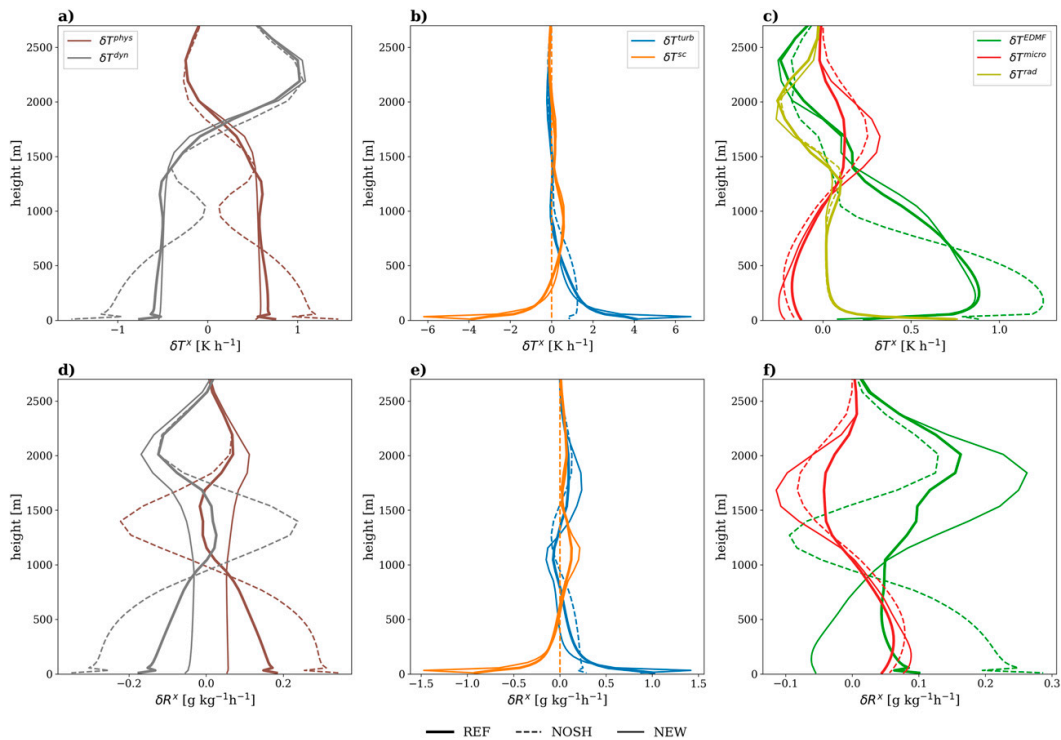 a) b) c)
δT^phys
δT^dyn
δT^turb
δT^sc
δT^EDMF
δT^micro
δT^rad
height [m] height [m] height [m]
2500 2500 2500
2000 2000 2000
1500 1500 1500
1000 1000 1000
500 500 500
0 0 0
−1 0 1 −6 −4 −2 0 2 4 6 0.0 0.5 1.0
δT^x [K h⁻¹] δT^x [K h⁻¹] δT^x [K h⁻¹]
d) e) f)
height [m] height [m] height [m]
2500 2500 2500
2000 2000 2000
1500 1500 1500
1000 1000 1000
500 500 500
0 0 0
−0.2 0.0 0.2 −1.5 −1.0 −0.5 0.0 0.5 1.0 1.5 −0.1 0.0 0.1 0.2 0.3
δR^x [g kg⁻¹h⁻¹] δR^x [g kg⁻¹h⁻¹] δR^x [g kg⁻¹h⁻¹]
REF NOSH NEW